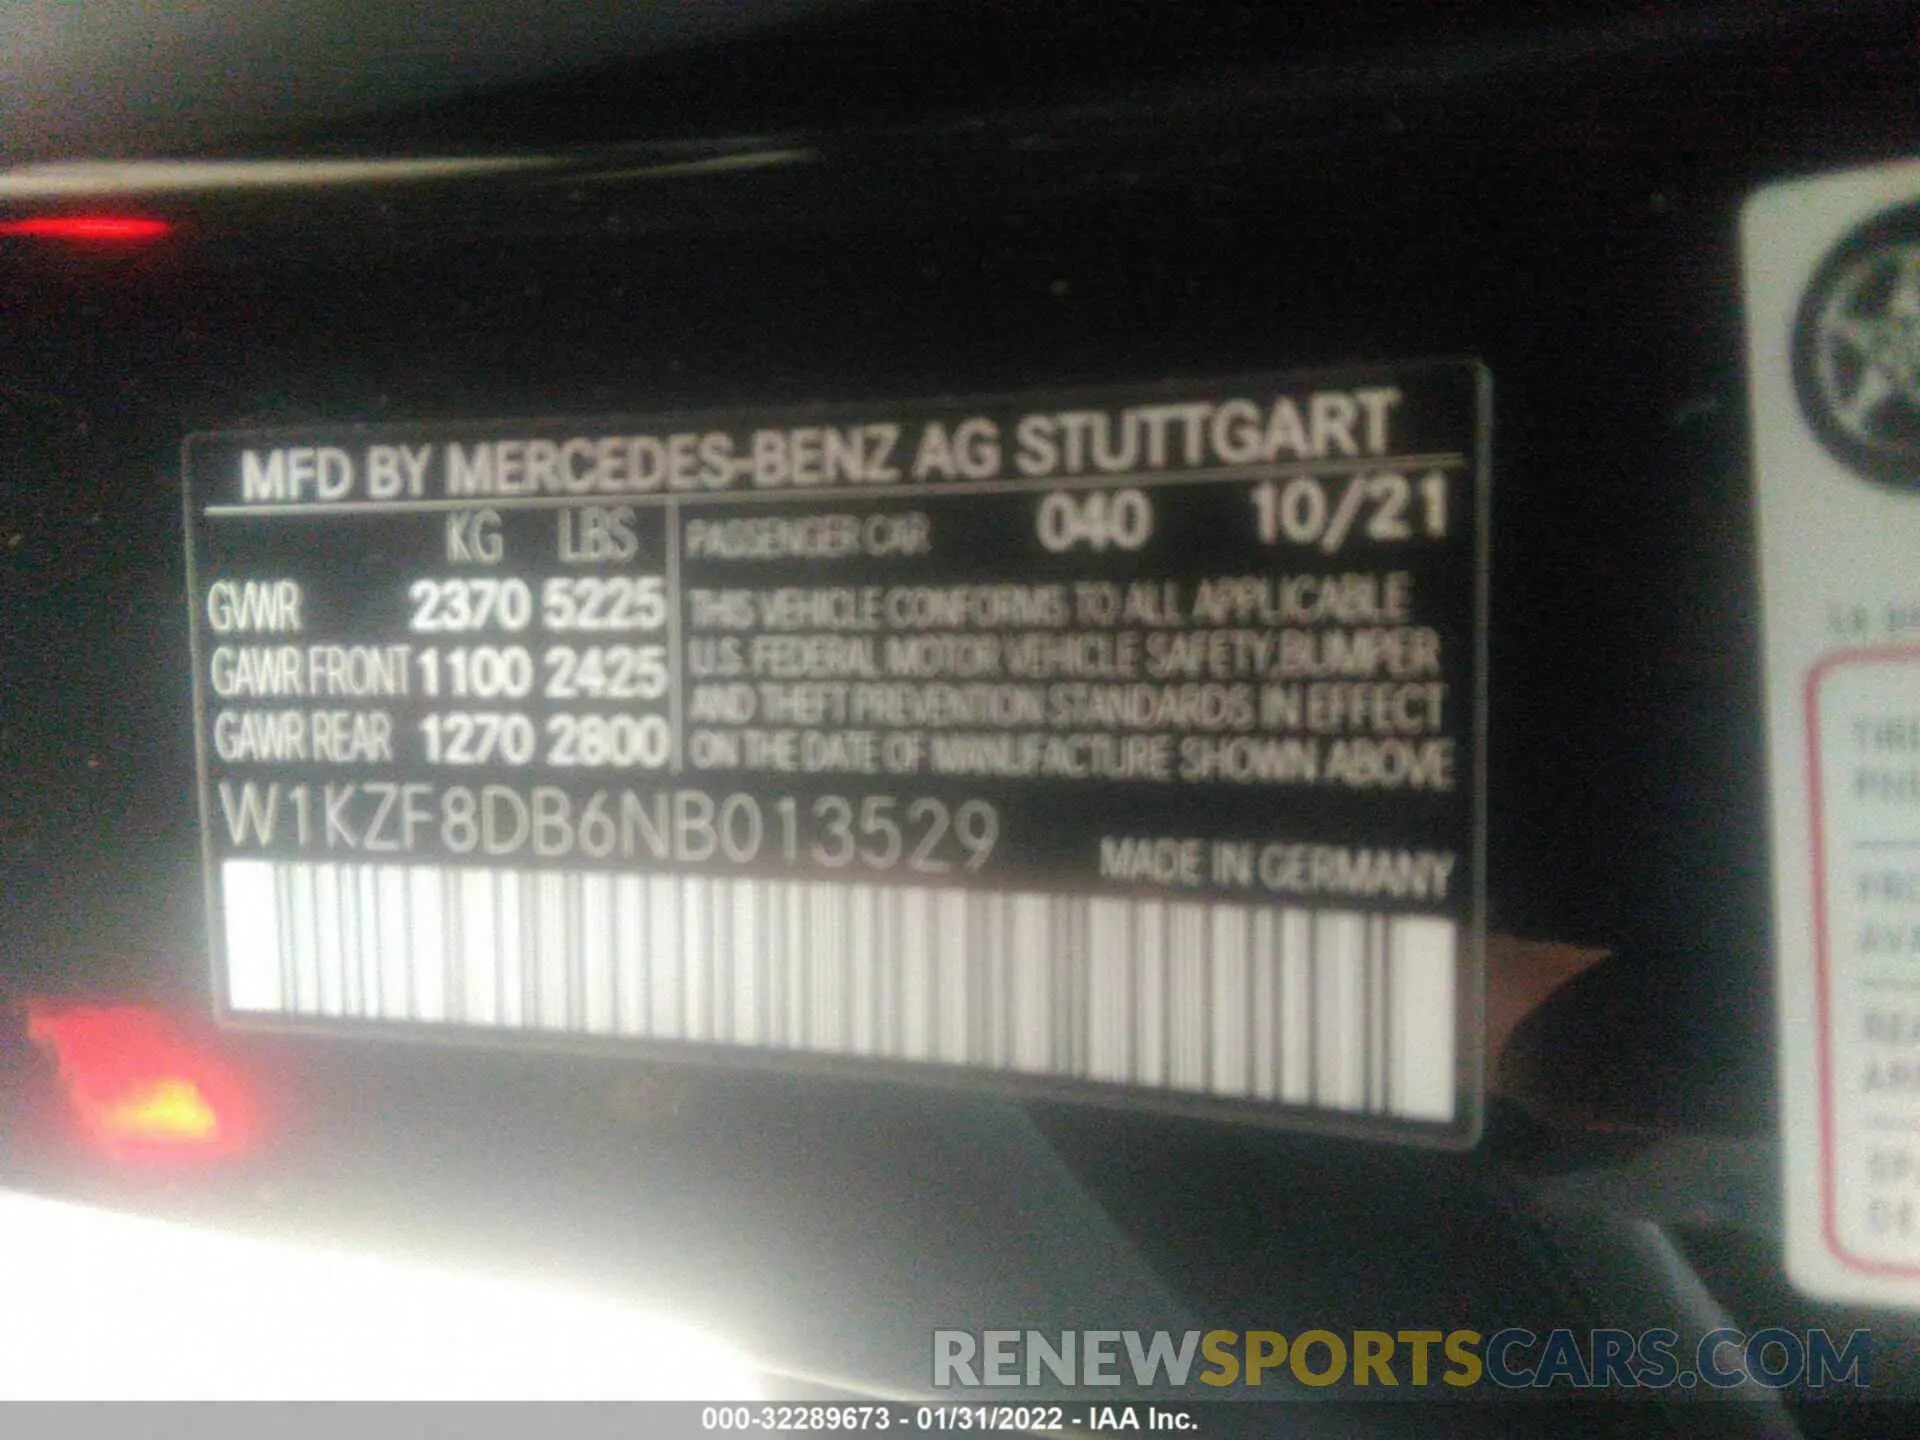 MFD BY MERCEDES-BENZ AG STUTTGART
KG LBS
GVWR 2370 5225
GAWR FRONT 1100 2425
GAWR REAR 1270 2800
PASSENGER CAR 040 10/21
THIS VEHICLE CONFORMS TO ALL APPLICABLE
U.S. FEDERAL MOTOR VEHICLE SAFETY, BUMPER
AND THEFT PREVENTION STANDARDS IN EFFECT
ON THE DATE OF MANUFACTURE SHOWN ABOVE
W1KZF8DB6NB013529
MADE IN GERMANY
RENEWSPORTSCARS.COM
000-32289673 - 01/31/2022 - IAA Inc.